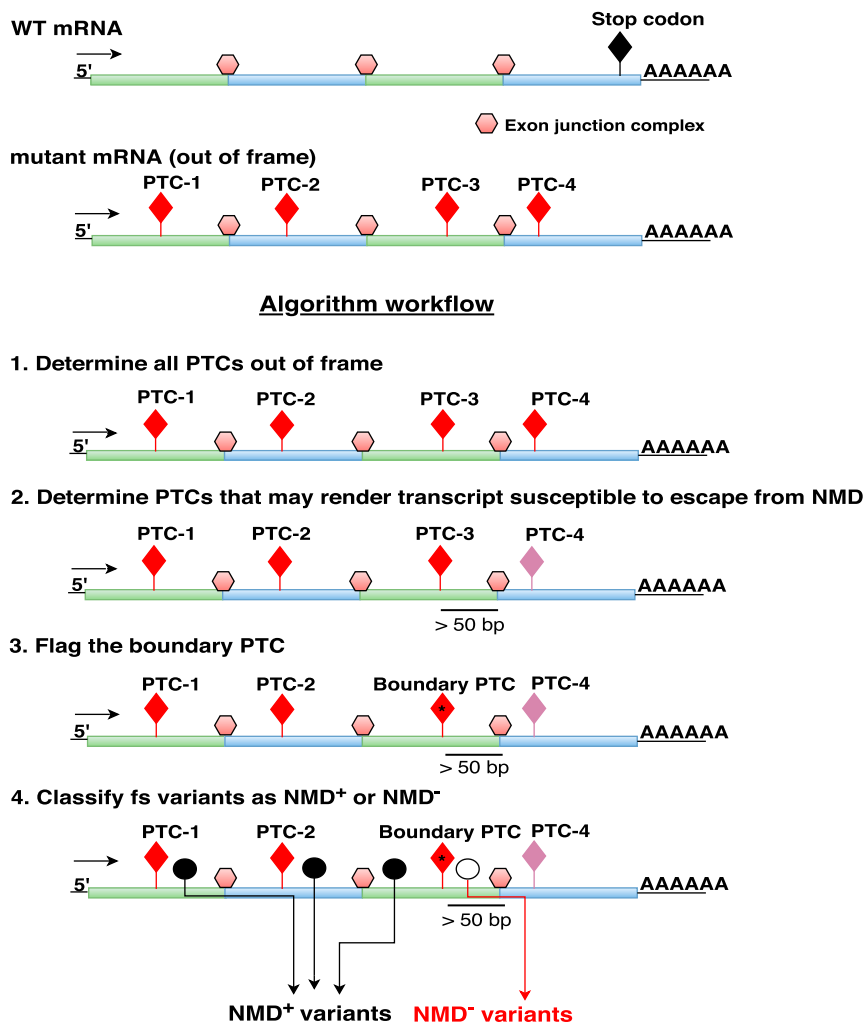 Stop codon
WT mRNA
5'
AAAAAA
Exon junction complex
mutant mRNA (out of frame)
PTC-1 PTC-2 PTC-3 PTC-4
5'
AAAAAA
Algorithm workflow
1. Determine all PTCs out of frame
PTC-1 PTC-2 PTC-3 PTC-4
5'
AAAAAA
2. Determine PTCs that may render transcript susceptible to escape from NMD
PTC-1 PTC-2 PTC-3 PTC-4
5'
AAAAAA
> 50 bp
3. Flag the boundary PTC
PTC-1 PTC-2 Boundary PTC PTC-4
*
5'
AAAAAA
> 50 bp
4. Classify fs variants as NMD⁺ or NMD⁻
PTC-1 PTC-2 Boundary PTC PTC-4
*
5'
AAAAAA
> 50 bp
NMD⁺ variants NMD⁻ variants